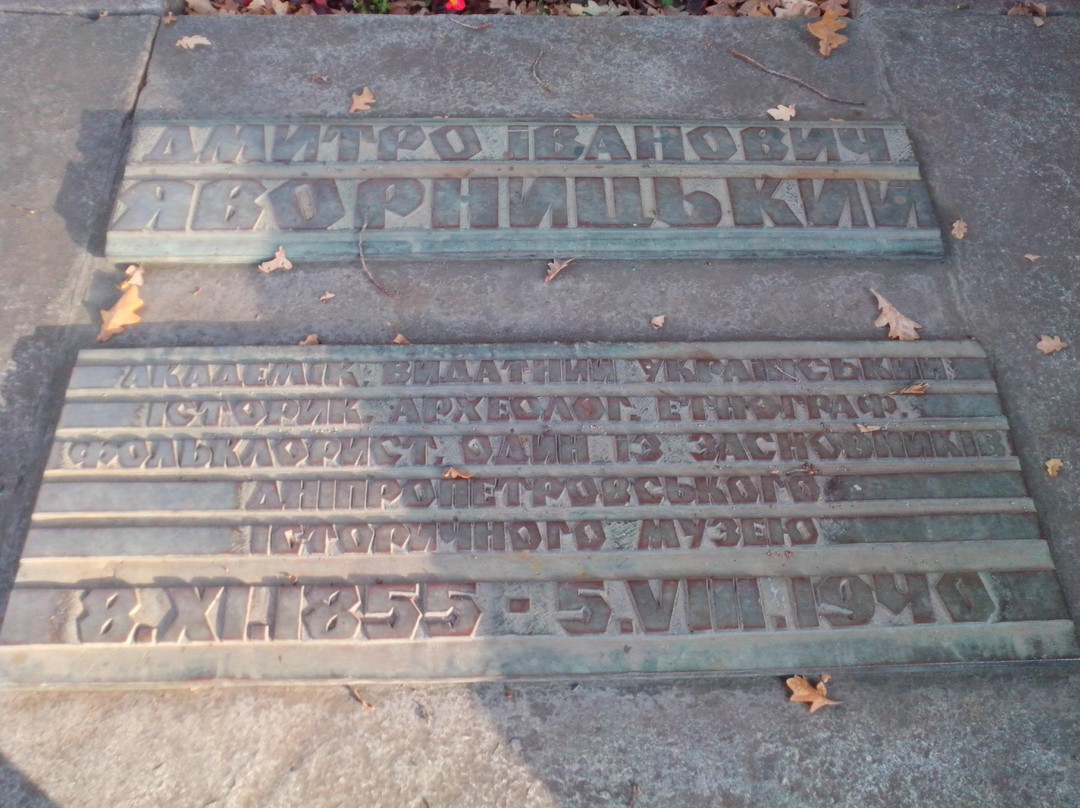 ДМИТРО ІВАНОВИЧ
ЯВОРНИЦЬКИЙ
АКАДЕМІК, ВИДАТНИЙ УКРАЇНСЬКИЙ
ІСТОРИК, АРХЕОЛОГ, ЕТНОГРАФ,
ФОЛЬКЛОРИСТ, ОДИН ІЗ ЗАСНОВНИКІВ
ДНІПРОПЕТРОВСЬКОГО
ІСТОРИЧНОГО МУЗЕЮ
8.XI.1855 - 5.VIII.1940